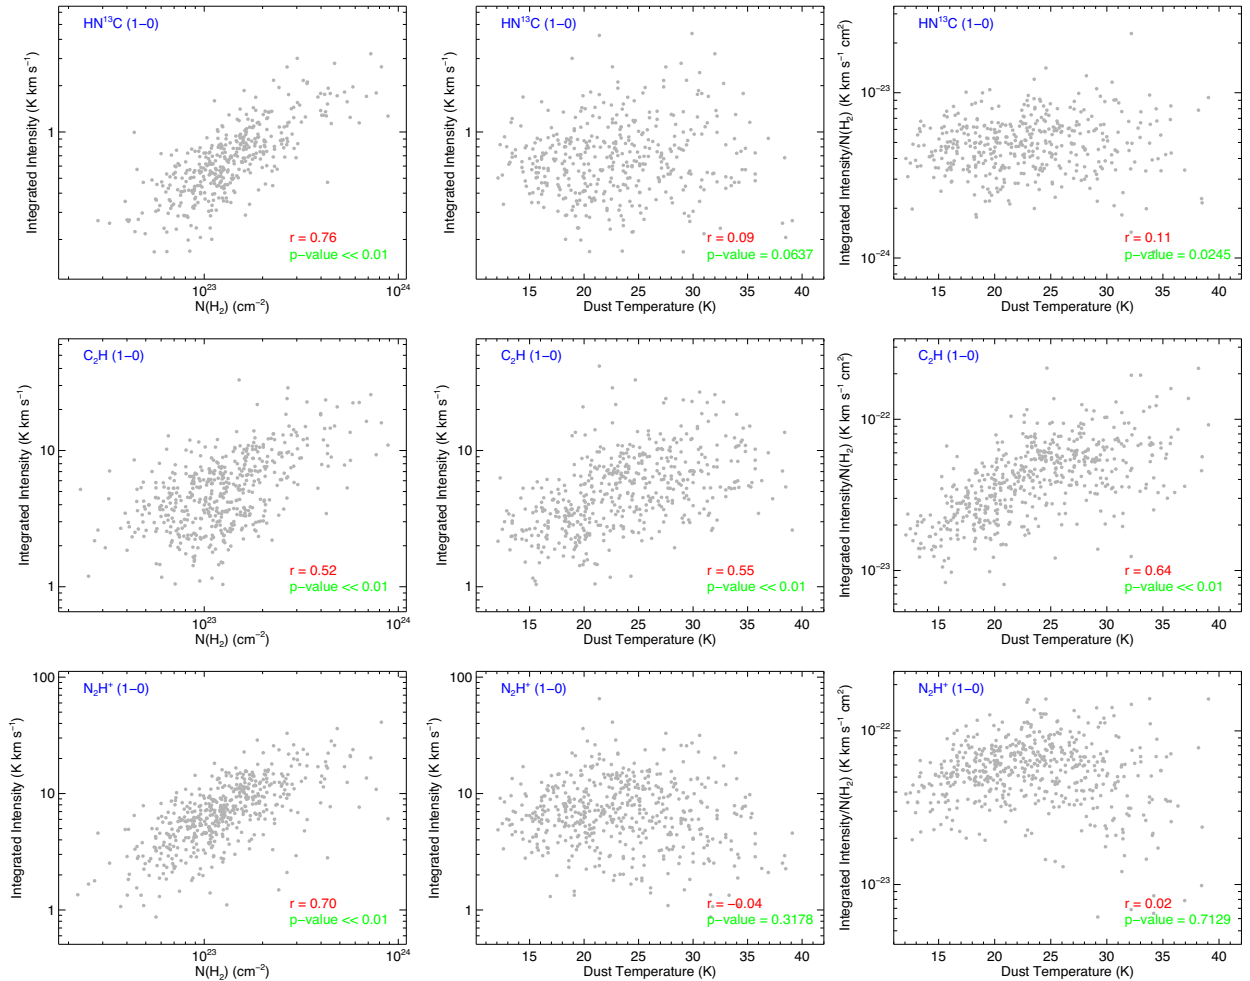 HN¹³C (1−0)
Integrated Intensity (K km s⁻¹)
1
r = 0.76
p−value << 0.01
10²³
10²⁴
N(H₂) (cm⁻²)
HN¹³C (1−0)
Integrated Intensity (K km s⁻¹)
1
r = 0.09
p−value = 0.0637
15 20 25 30 35 40
Dust Temperature (K)
HN¹³C (1−0)
Integrated Intensity/N(H₂) (K km s⁻¹ cm²)
10⁻²³
10⁻²⁴
r = 0.11
p−value = 0.0245
15 20 25 30 35 40
Dust Temperature (K)
C₂H (1−0)
Integrated Intensity (K km s⁻¹)
10
1
r = 0.52
p−value << 0.01
10²³
10²⁴
N(H₂) (cm⁻²)
C₂H (1−0)
Integrated Intensity (K km s⁻¹)
10
1
r = 0.55
p−value << 0.01
15 20 25 30 35 40
Dust Temperature (K)
C₂H (1−0)
Integrated Intensity/N(H₂) (K km s⁻¹ cm²)
10⁻²²
10⁻²³
r = 0.64
p−value << 0.01
15 20 25 30 35 40
Dust Temperature (K)
N₂H⁺ (1−0)
Integrated Intensity (K km s⁻¹)
100
10
1
r = 0.70
p−value << 0.01
10²³
10²⁴
N(H₂) (cm⁻²)
N₂H⁺ (1−0)
Integrated Intensity (K km s⁻¹)
100
10
1
r = −0.04
p−value = 0.3178
15 20 25 30 35 40
Dust Temperature (K)
N₂H⁺ (1−0)
Integrated Intensity/N(H₂) (K km s⁻¹ cm²)
10⁻²²
10⁻²³
r = 0.02
p−value = 0.7129
15 20 25 30 35 40
Dust Temperature (K)